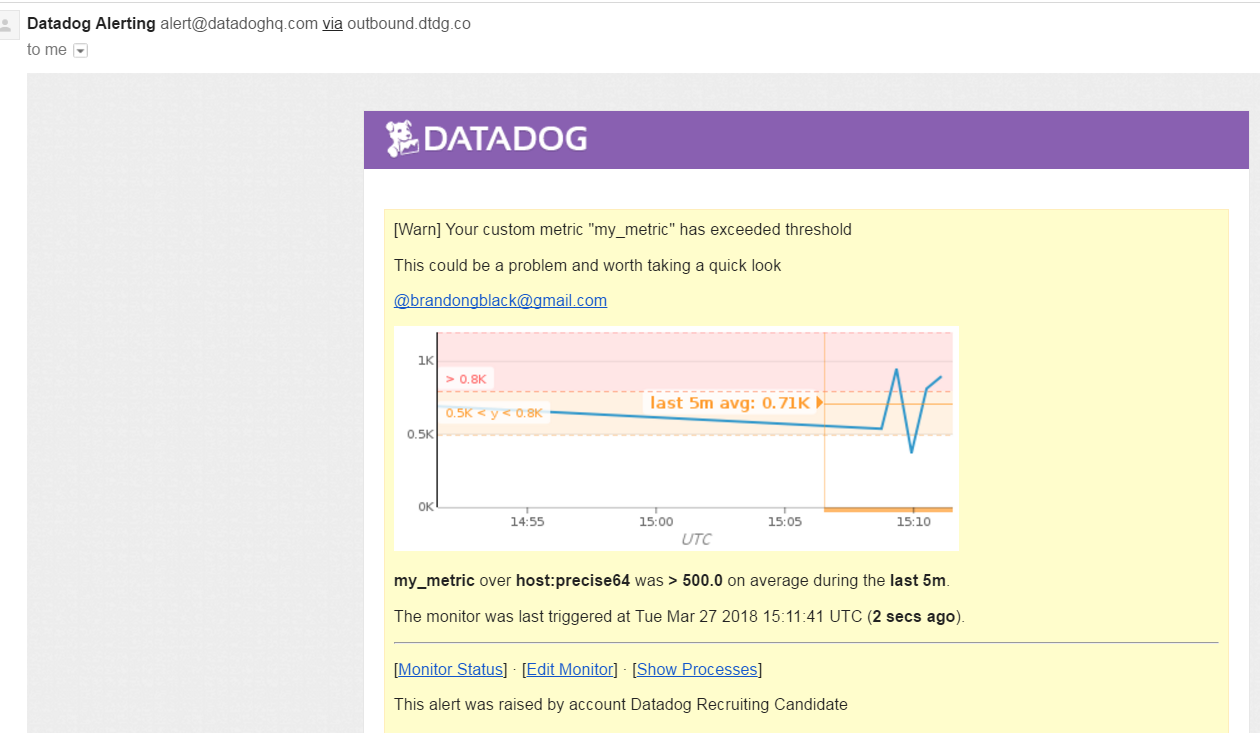 Datadog Alerting alert@datadoghq.com via outbound.dtdg.co
to me
DATADOG
[Warn] Your custom metric "my_metric" has exceeded threshold
This could be a problem and worth taking a quick look
@brandongblack@gmail.com
1K
> 0.8K
last 5m avg: 0.71K
0.5K < y < 0.8K
0.5K
0K
14:55 15:00 15:05 15:10
UTC
my_metric over host:precise64 was > 500.0 on average during the last 5m.
The monitor was last triggered at Tue Mar 27 2018 15:11:41 UTC (2 secs ago).
[Monitor Status] · [Edit Monitor] · [Show Processes]
This alert was raised by account Datadog Recruiting Candidate